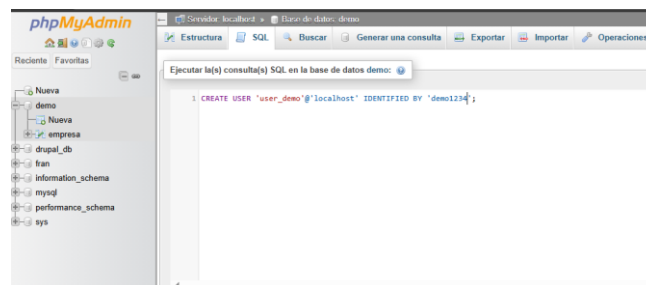 phpMyAdmin
Servidor: localhost » Base de datos: demo
Estructura SQL Buscar Generar una consulta Exportar Importar Operaciones
Reciente Favoritas
Ejecutar la(s) consulta(s) SQL en la base de datos demo:
1 CREATE USER 'user_demo'@'localhost' IDENTIFIED BY 'demo1234';
Nueva
demo
Nueva
empresa
drupal_db
fran
information_schema
mysql
performance_schema
sys